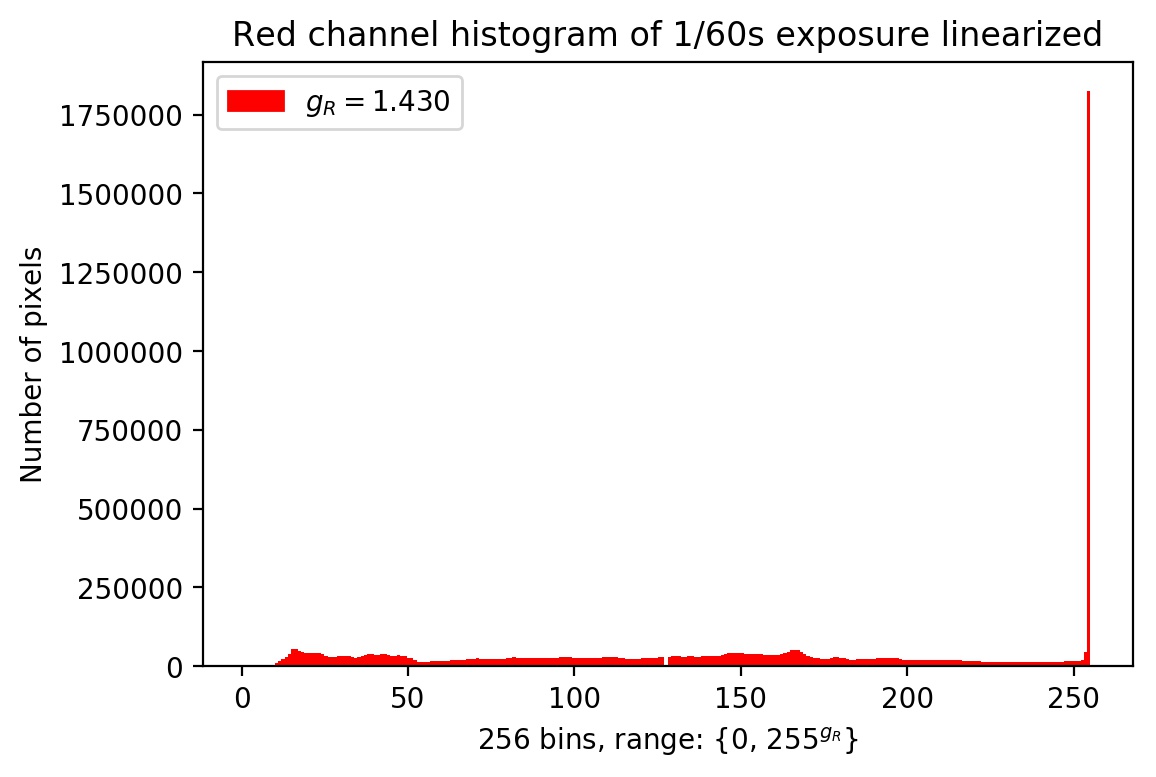 Red channel histogram of 1/60s exposure linearized
g_R = 1.430
1750000
1500000
1250000
1000000
750000
500000
250000
0
Number of pixels
0 50 100 150 200 250
256 bins, range: {0, 255^{g_R}}